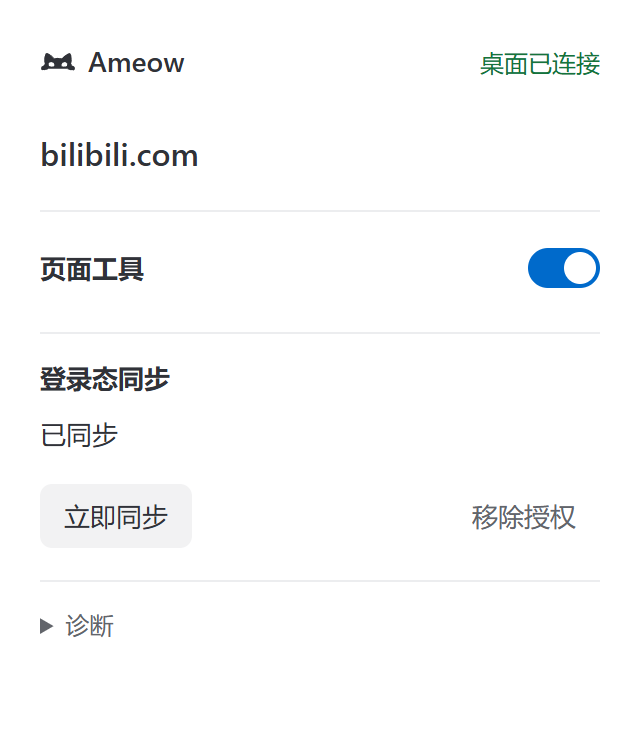 Ameow
桌面已连接
bilibili.com
页面工具
登录态同步
已同步
立即同步
移除授权
诊断